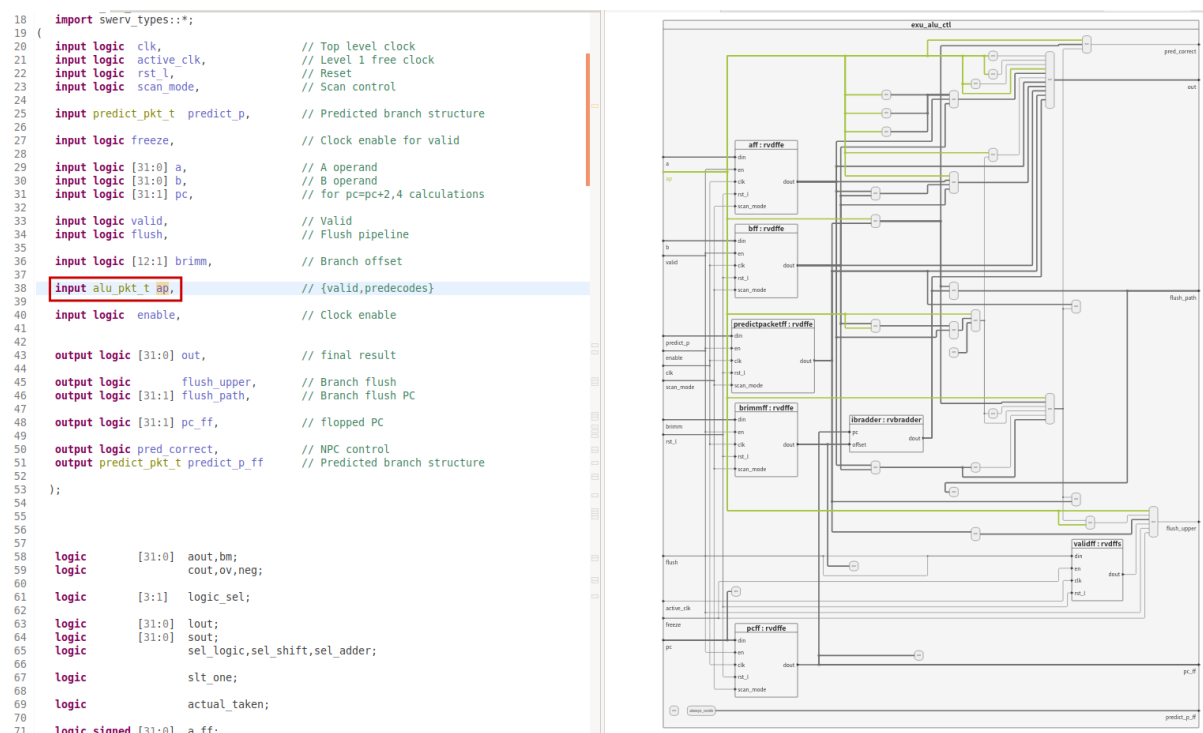 18 import swerv_types::*;
19 (
20 input logic clk, // Top level clock
21 input logic active_clk, // Level 1 free clock
22 input logic rst_l, // Reset
23 input logic scan_mode, // Scan control
24
25 input predict_pkt_t predict_p, // Predicted branch structure
26
27 input logic freeze, // Clock enable for valid
28
29 input logic [31:0] a, // A operand
30 input logic [31:0] b, // B operand
31 input logic [31:1] pc, // for pc=pc+2,4 calculations
32
33 input logic valid, // Valid
34 input logic flush, // Flush pipeline
35
36 input logic [12:1] brimm, // Branch offset
37
38 input alu_pkt_t ap, // {valid,predecodes}
39
40 input logic enable, // Clock enable
41
42
43 output logic [31:0] out, // final result
44
45 output logic flush_upper, // Branch flush
46 output logic [31:1] flush_path, // Branch flush PC
47
48 output logic [31:1] pc_ff, // flopped PC
49
50 output logic pred_correct, // NPC control
51 output predict_pkt_t predict_p_ff // Predicted branch structure
52
53 );
54
55
56
57
58 logic [31:0] aout,bm;
59 logic cout,ov,neg;
60
61 logic [3:1] logic_sel;
62
63 logic [31:0] lout;
64 logic [31:0] sout;
65 logic sel_logic,sel_shift,sel_adder;
66
67 logic slt_one;
68
69 logic actual_taken;
70
71 logic signed [31:0] a_ff;
exu_alu_ctl
pred_correct
out
aff : rvdffe
din
en
clk
rst_l
scan_mode
dout
a
ap
bff : rvdffe
din
en
clk
rst_l
scan_mode
dout
b
valid
flush_path
predictpacketff : rvdffe
din
en
clk
rst_l
scan_mode
dout
predict_p
enable
clk
scan_mode
brimmff : rvdffe
din
en
clk
rst_l
scan_mode
dout
brimm
rst_l
ibradder : rvbradder
pc
offset
dout
flush_upper
validff : rvdffs
din
en
clk
rst_l
dout
flush
active_clk
freeze
pc
pcff : rvdffe
din
en
clk
rst_l
scan_mode
dout
pc_ff
predict_p_ff